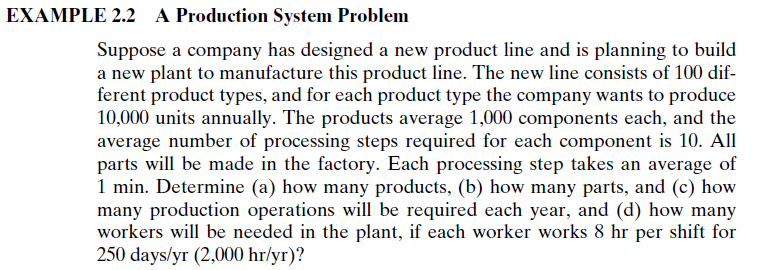 EXAMPLE 2.2 A Production System Problem
Suppose a company has designed a new product line and is planning to build
a new plant to manufacture this product line. The new line consists of 100 dif-
ferent product types, and for each product type the company wants to produce
10,000 units annually. The products average 1,000 components each, and the
average number of processing steps required for each component is 10. All
parts will be made in the factory. Each processing step takes an average of
1 min. Determine (a) how many products, (b) how many parts, and (c) how
many production operations will be required each year, and (d) how many
workers will be needed in the plant, if each worker works 8 hr per shift for
250 days/yr (2,000 hr/yr)?